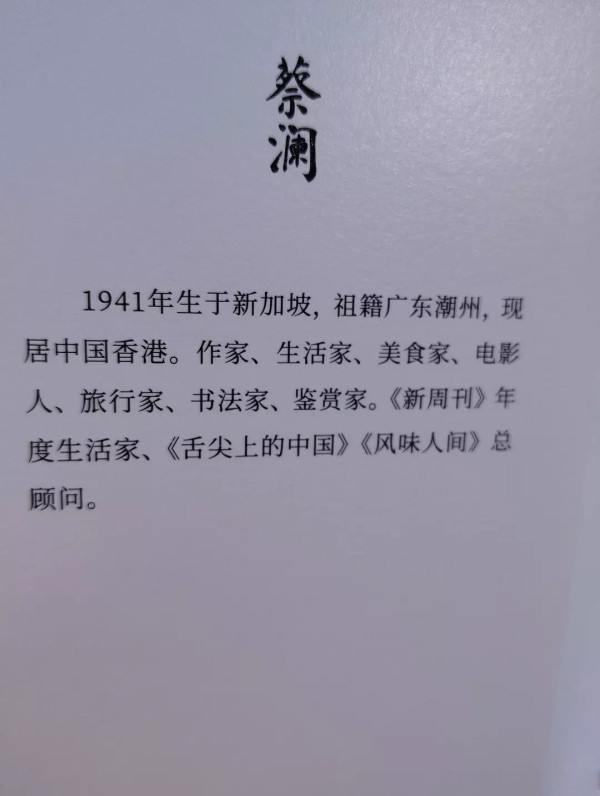 蔡澜
1941年生于新加坡，祖籍广东潮州，现
居中国香港。作家、生活家、美食家、电影
人、旅行家、书法家、鉴赏家。《新周刊》年
度生活家、《舌尖上的中国》《风味人间》总
顾问。